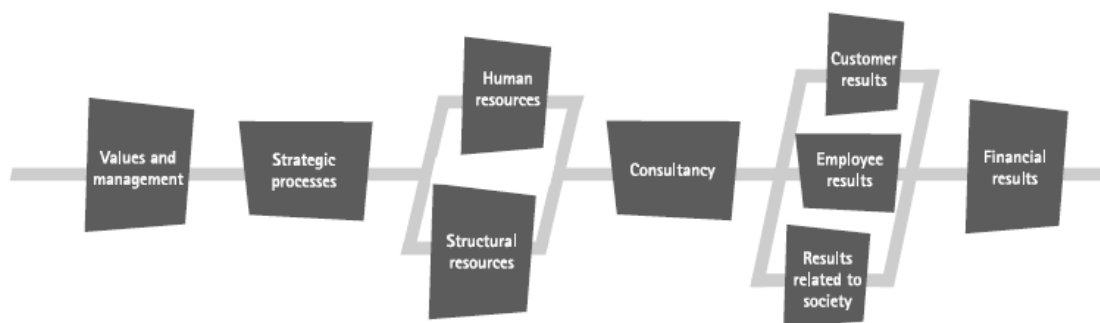 Values and
management
Strategic
processes
Human
resources
Structural
resources
Consultancy
Customer
results
Employee
results
Results
related to
society
Financial
results